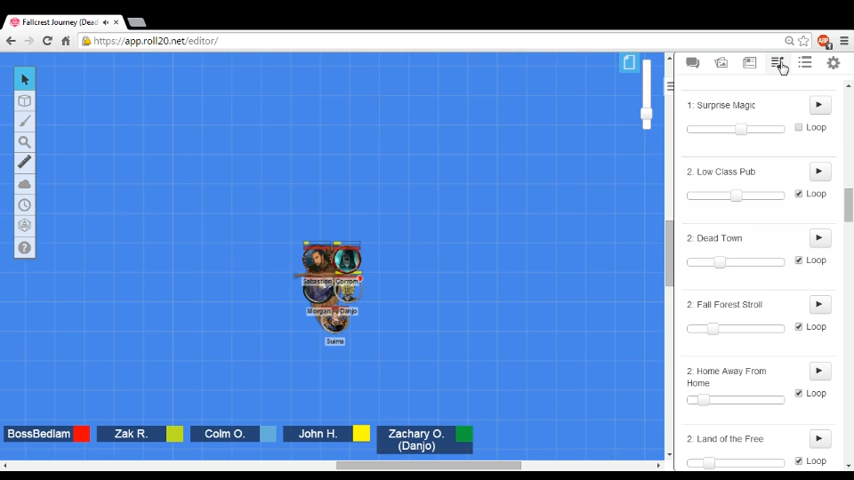 Fallcrest Journey (Dead
https://app.roll20.net/editor/
ABP
1: Surprise Magic
Loop
2. Low Class Pub
Loop
2: Dead Town
Loop
2: Fall Forest Stroll
Loop
2: Home Away From
Home
Loop
2: Land of the Free
Loop
Morgan Danjo
Suima
BossBedlam
Zak R.
Colm O.
John H.
Zachary O.
(Danjo)